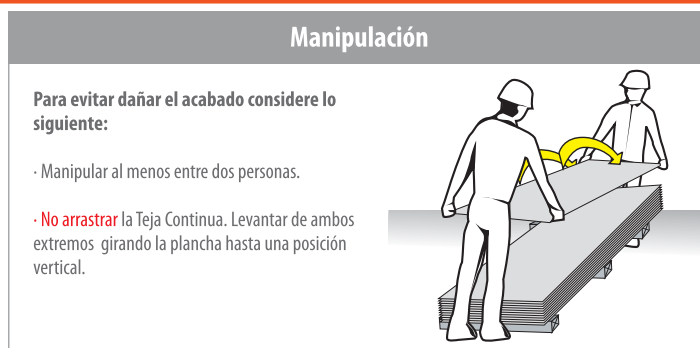 Manipulación
Para evitar dañar el acabado considere lo
siguiente:
· Manipular al menos entre dos personas.
· No arrastrar la Teja Continua. Levantar de ambos
extremos girando la plancha hasta una posición
vertical.